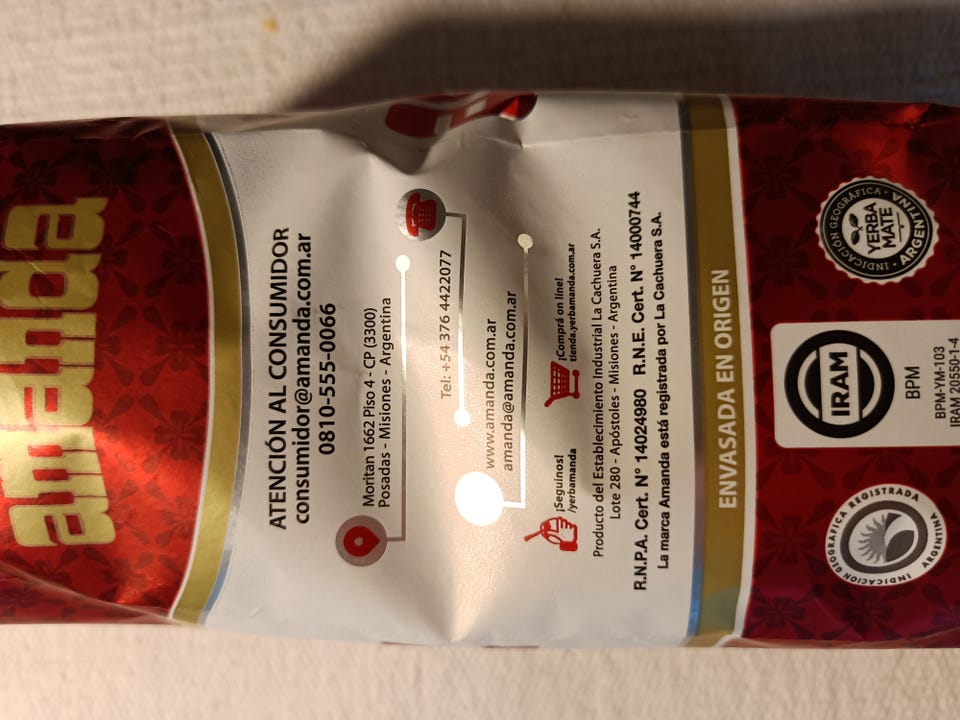 amanda
ATENCIÓN AL CONSUMIDOR
consumidor@amanda.com.ar
0810-555-0066
Moritan 1662 Piso 4 - CP (3300)
Posadas - Misiones - Argentina
Tel: +54 376 4422077
www.amanda.com.ar
amanda@amanda.com.ar
¡Seguinos!
/yerbamanda
¡Comprá on line!
tienda.yerbamanda.com.ar
Producto del Establecimiento Industrial La Cachuera S.A.
Lote 280 - Apóstoles - Misiones - Argentina
R.N.P.A. Cert. N° 14024980 R.N.E. Cert. N° 14000744
La marca Amanda está registrada por La Cachuera S.A.
ENVASADA EN ORIGEN
INDICACION GEOGRAFICA REGISTRADA
ARGENTINA
IRAM
BPM
BPM-YM-103
IRAM 20550-1-4
INDICACIÓN GEOGRÁFICA
YERBA
MATE
ARGENTINA